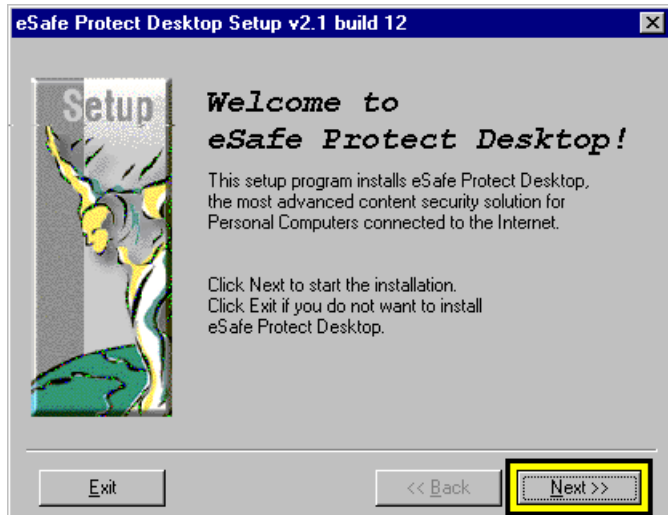 eSafe Protect Desktop Setup v2.1 build 12
Setup
Welcome to
eSafe Protect Desktop!
This setup program installs eSafe Protect Desktop,
the most advanced content security solution for
Personal Computers connected to the Internet.
Click Next to start the installation.
Click Exit if you do not want to install
eSafe Protect Desktop.
Exit
<< Back
Next >>